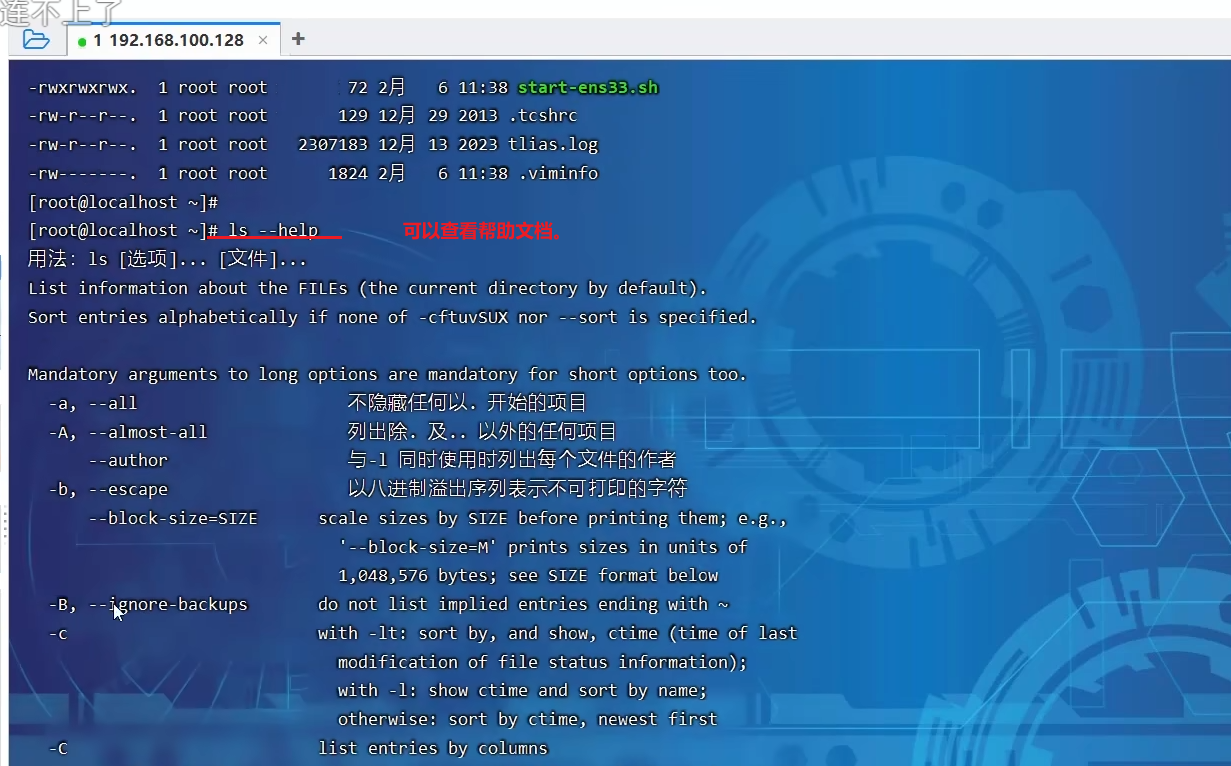 连不上了
1 192.168.100.128 × +
-rwxrwxrwx.  1 root root        72 2月   6 11:38 start-ens33.sh
-rw-r--r--.  1 root root       129 12月 29 2013 .tcshrc
-rw-r--r--.  1 root root   2307183 12月 13 2023 tlias.log
-rw-------.  1 root root      1824 2月   6 11:38 .viminfo
[root@localhost ~]#
[root@localhost ~]# ls --help 可以查看帮助文档。
用法：ls [选项]... [文件]...
List information about the FILEs (the current directory by default).
Sort entries alphabetically if none of -cftuvSUX nor --sort is specified.
Mandatory arguments to long options are mandatory for short options too.
  -a, --all                     不隐藏任何以. 开始的项目
  -A, --almost-all              列出除. 及.. 以外的任何项目
      --author                  与-l 同时使用时列出每个文件的作者
  -b, --escape                  以八进制溢出序列表示不可打印的字符
      --block-size=SIZE      scale sizes by SIZE before printing them; e.g.,
                               '--block-size=M' prints sizes in units of
                               1,048,576 bytes; see SIZE format below
  -B, --ignore-backups       do not list implied entries ending with ~
  -c                         with -lt: sort by, and show, ctime (time of last
                               modification of file status information);
                               with -l: show ctime and sort by name;
                               otherwise: sort by ctime, newest first
  -C                         list entries by columns